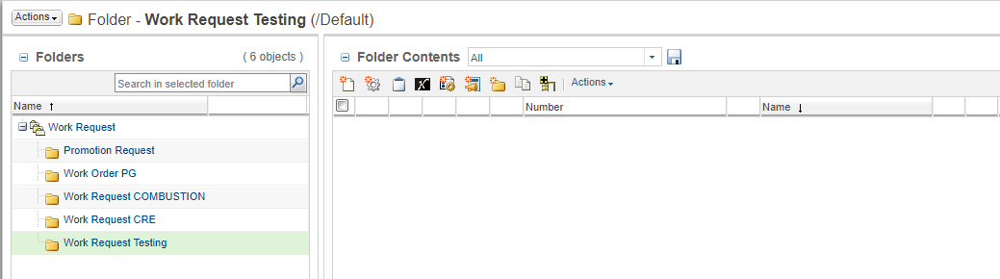 Actions Folder - Work Request Testing (/Default)
Folders ( 6 objects )
Search in selected folder
Name
Work Request
Promotion Request
Work Order PG
Work Request COMBUSTION
Work Request CRE
Work Request Testing
Folder Contents All
Actions
Number Name